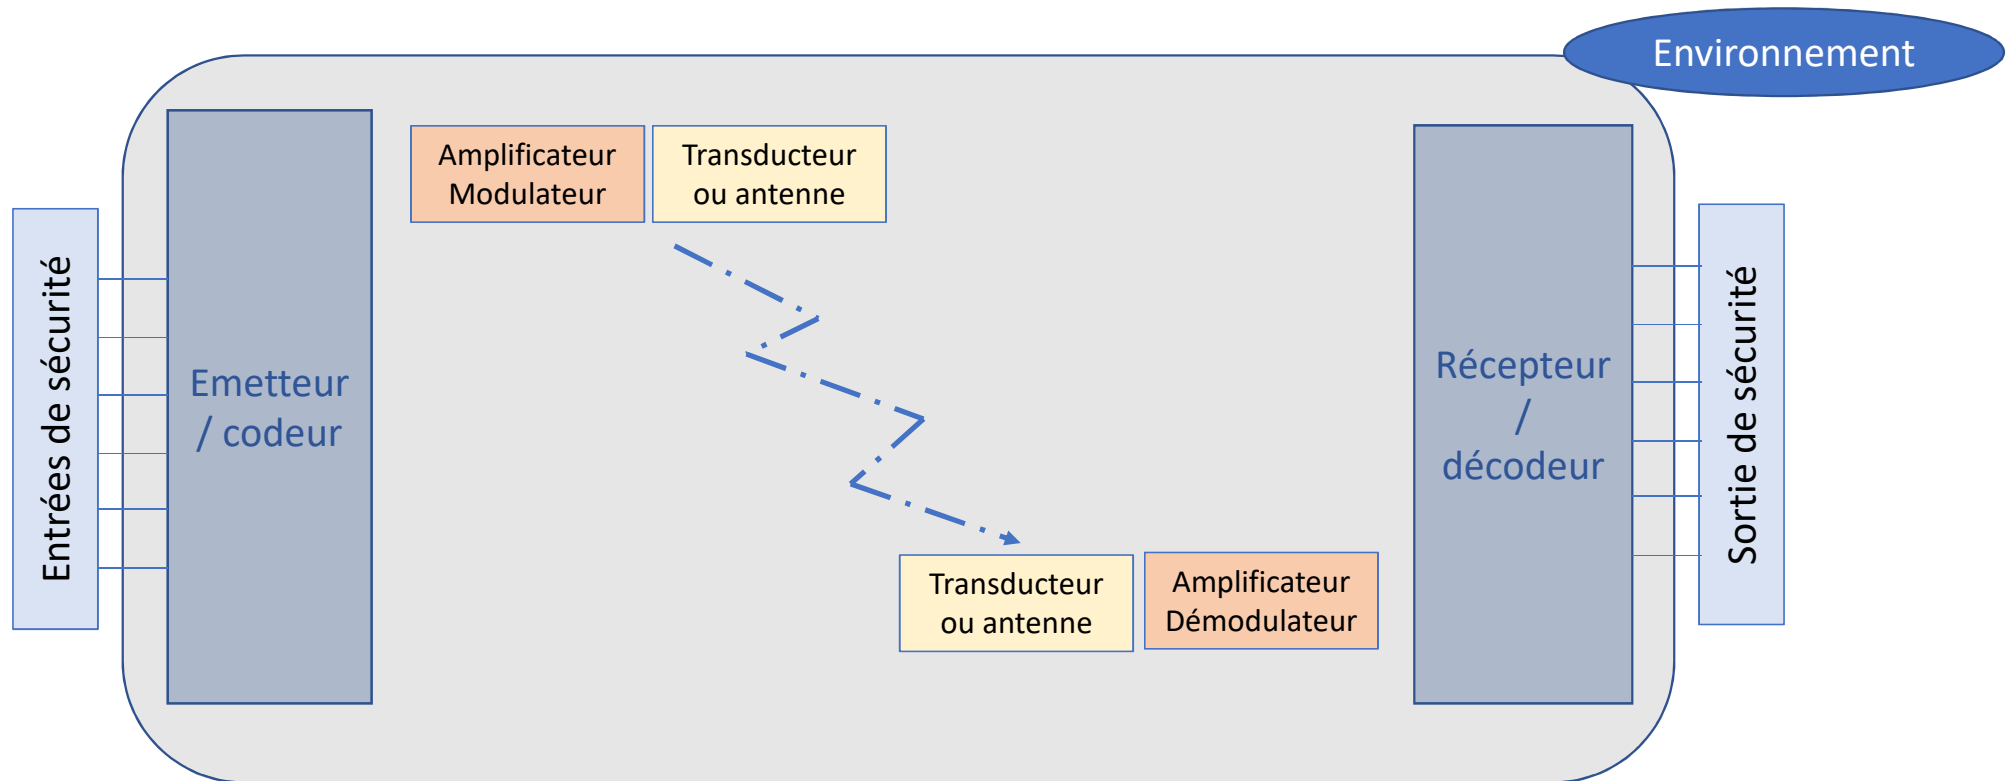 Environnement
Entrées de sécurité
Emetteur
/ codeur
Amplificateur
Modulateur
Transducteur
ou antenne
Transducteur
ou antenne
Amplificateur
Démodulateur
Récepteur
/
décodeur
Sortie de sécurité